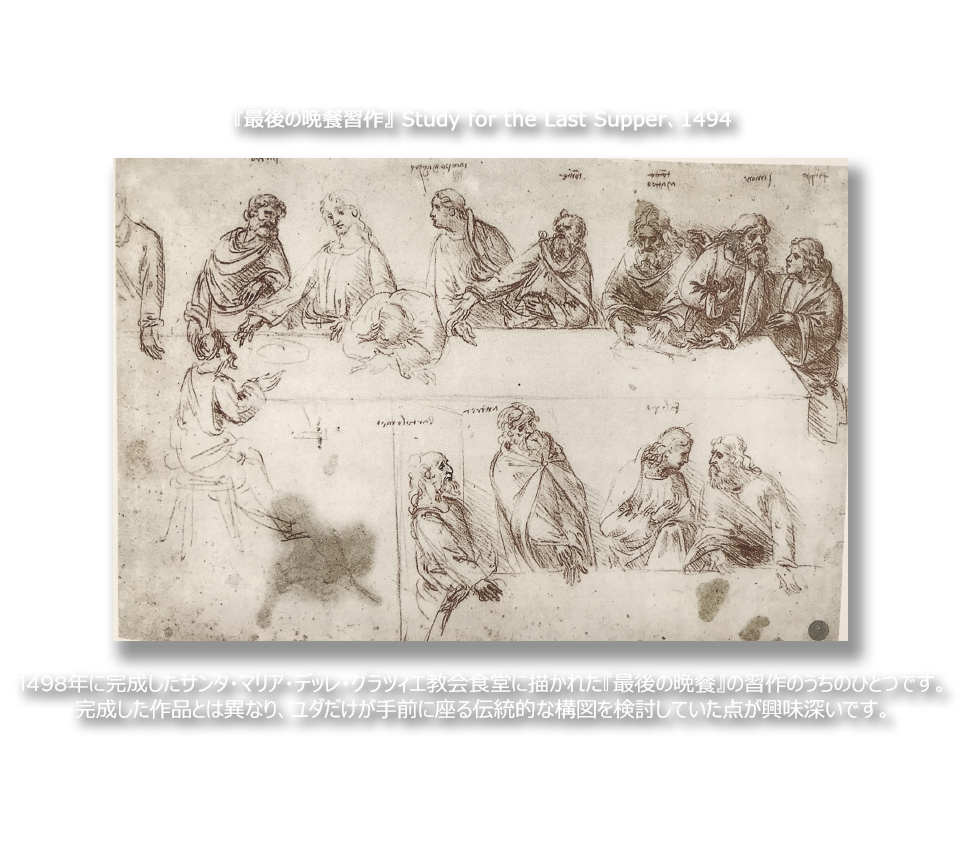 『最後の晩餐習作』 Study for the Last Supper、1494
1498年に完成したサンタ・マリア・デッレ・グラツィエ教会食堂に描かれた『最後の晩餐』の習作のうちのひとつです。
完成した作品とは異なり、ユダだけが手前に座る伝統的な構図を検討していた点が興味深いです。